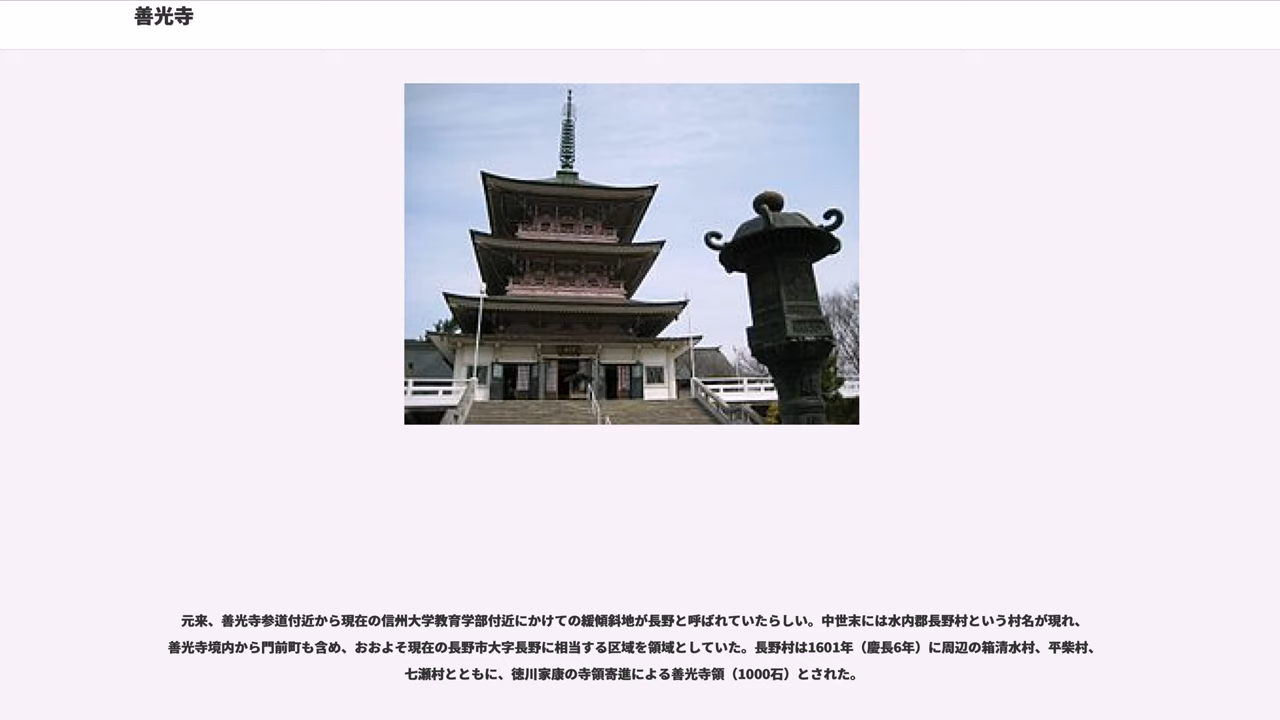 善光寺
元来、善光寺参道付近から現在の信州大学教育学部付近にかけての緩傾斜地が長野と呼ばれていたらしい。中世末には水内郡長野村という村名が現れ、
善光寺境内から門前町も含め、おおよそ現在の長野市大字長野に相当する区域を領域としていた。長野村は1601年（慶長6年）に周辺の箱清水村、平柴村、
七瀬村とともに、徳川家康の寺領寄進による善光寺領（1000石）とされた。